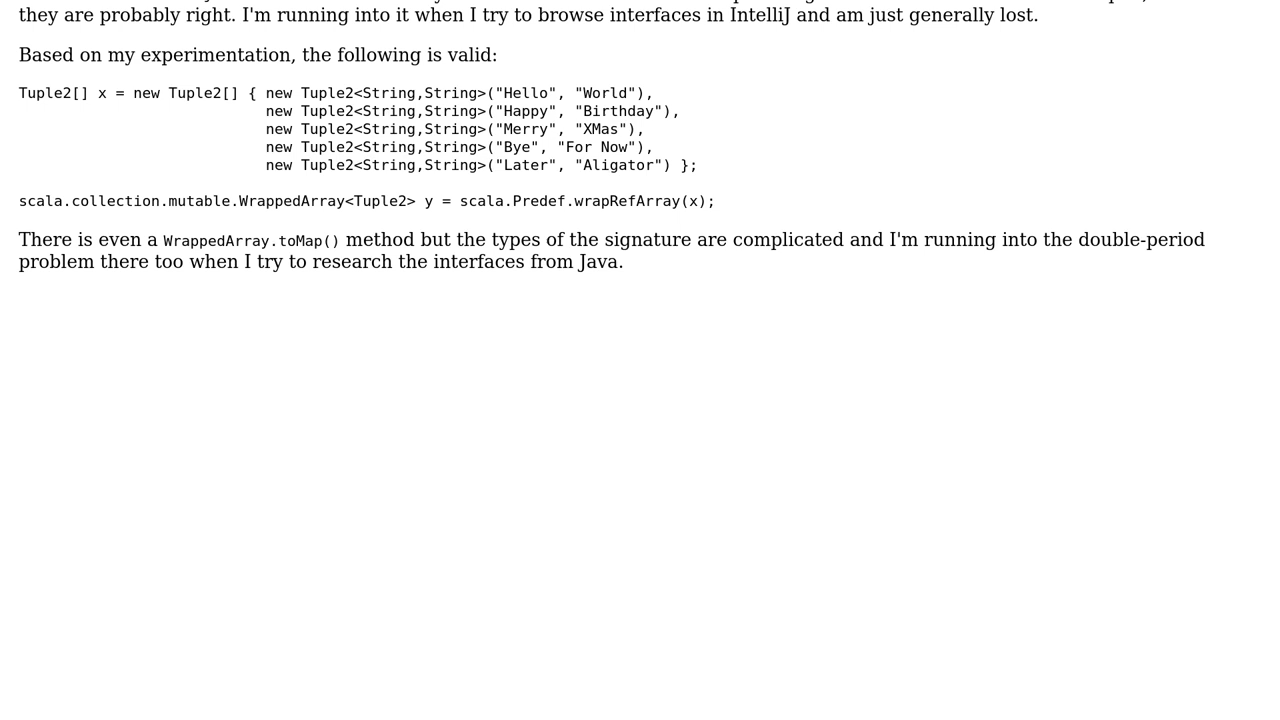 they are probably right. I'm running into it when I try to browse interfaces in IntelliJ and am just generally lost.
Based on my experimentation, the following is valid:
Tuple2[] x = new Tuple2[] { new Tuple2<String,String>("Hello", "World"),
                            new Tuple2<String,String>("Happy", "Birthday"),
                            new Tuple2<String,String>("Merry", "XMas"),
                            new Tuple2<String,String>("Bye", "For Now"),
                            new Tuple2<String,String>("Later", "Aligator") };
scala.collection.mutable.WrappedArray<Tuple2> y = scala.Predef.wrapRefArray(x);
There is even a WrappedArray.toMap() method but the types of the signature are complicated and I'm running into the double-period
problem there too when I try to research the interfaces from Java.